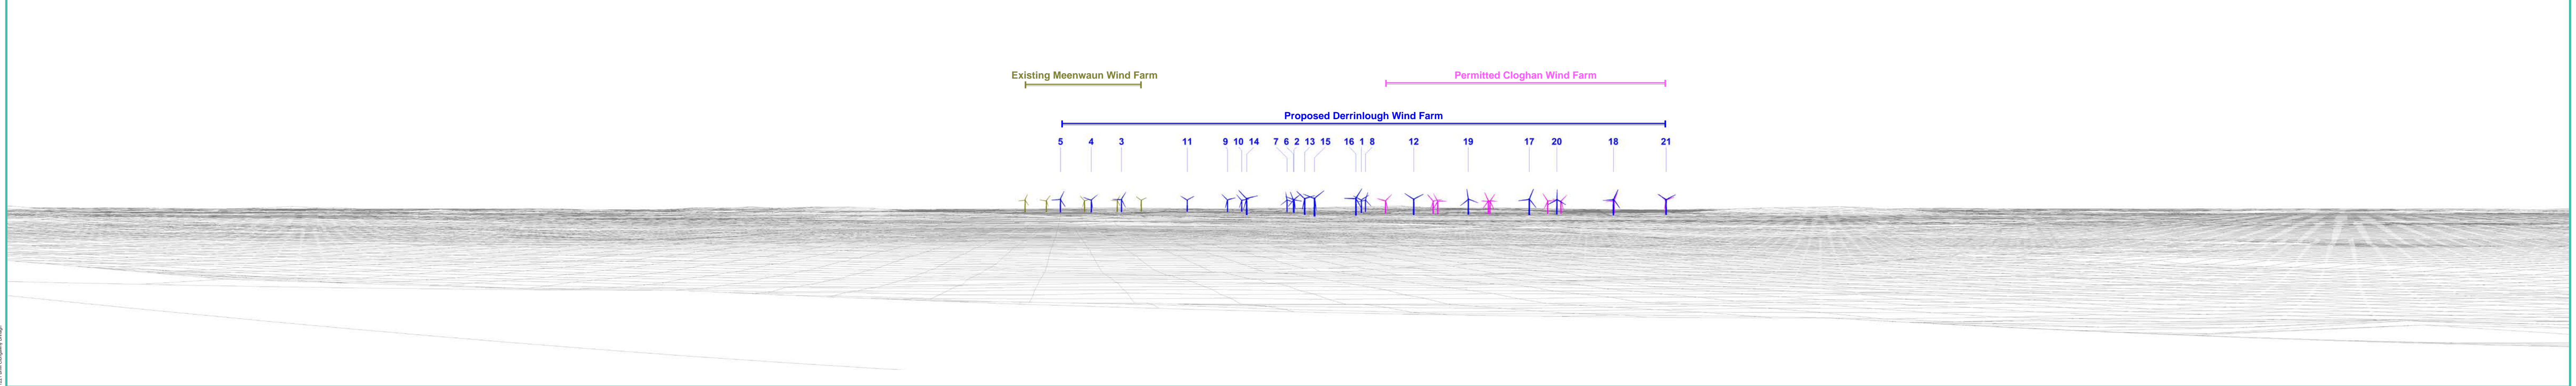 Existing Meenwaun Wind Farm
Permitted Cloghan Wind Farm
Proposed Derrinlough Wind Farm
5 4 3 11 9 10 14 7 6 2 13 15 16 1 8 12 19 17 20 18 21